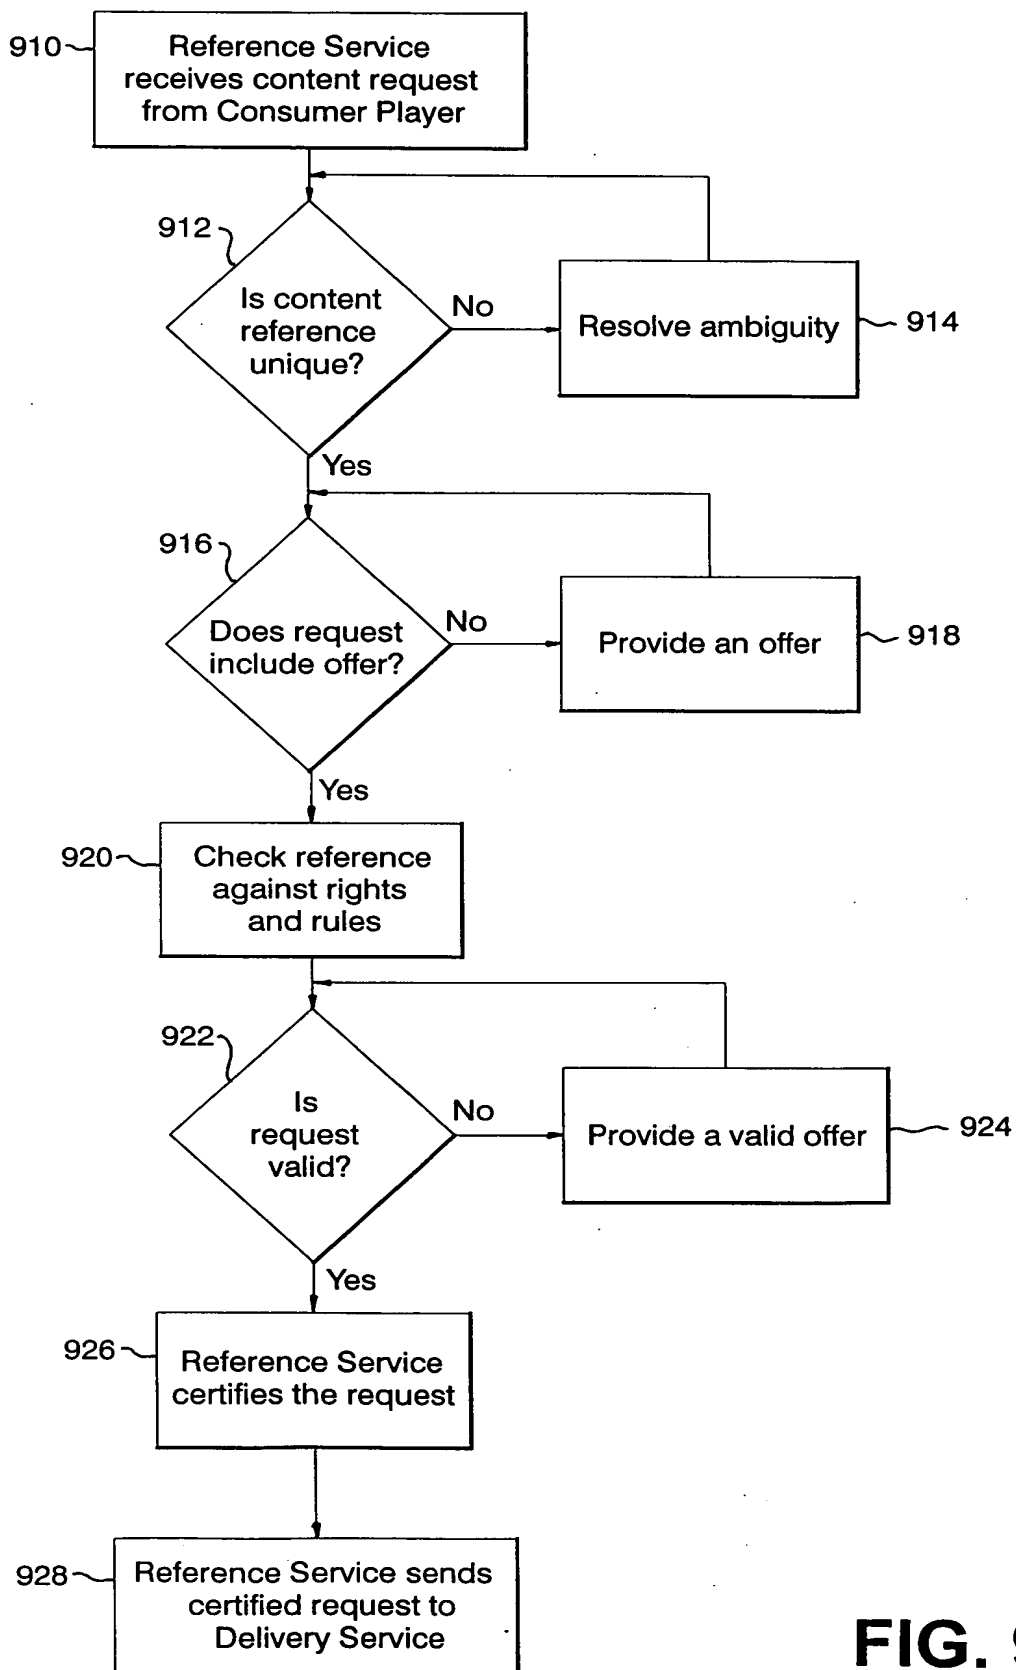 910
Reference Service
receives content request
from Consumer Player
912
Is content
reference
unique?
No
Resolve ambiguity
914
Yes
916
Does request
include offer?
No
Provide an offer
918
Yes
920
Check reference
against rights
and rules
922
Is
request
valid?
No
Provide a valid offer
924
Yes
926
Reference Service
certifies the request
928
Reference Service sends
certified request to
Delivery Service
FIG. 9